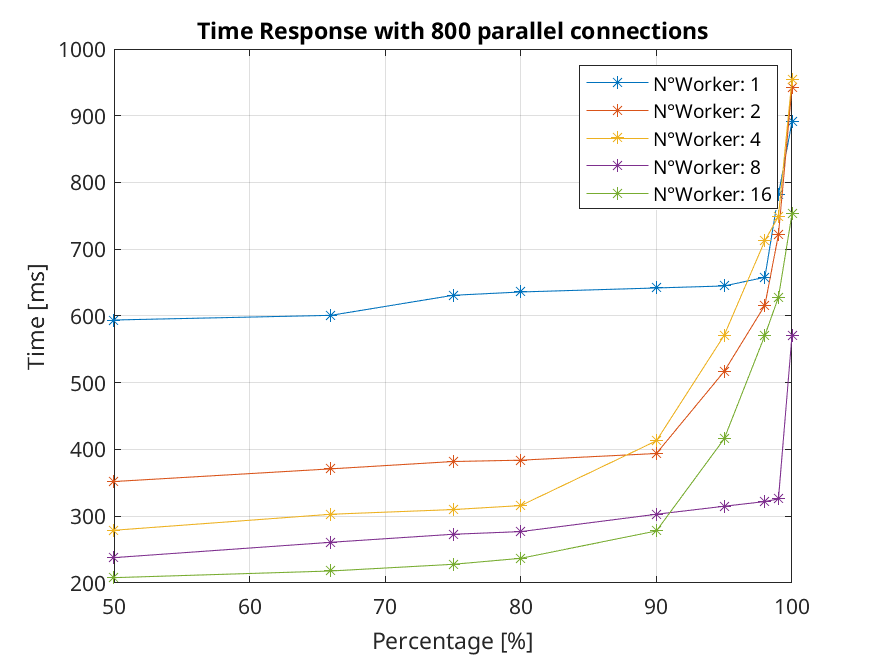 Time Response with 800 parallel connections
1000
900
800
700
600
500
400
300
200
Time [ms]
N°Worker: 1
N°Worker: 2
N°Worker: 4
N°Worker: 8
N°Worker: 16
50 60 70 80 90 100
Percentage [%]